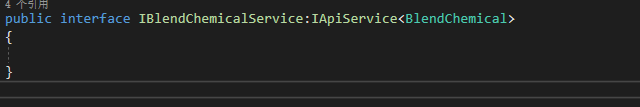 4 个引用
public interface IBlendChemicalService:IApiService<BlendChemical>
{
}